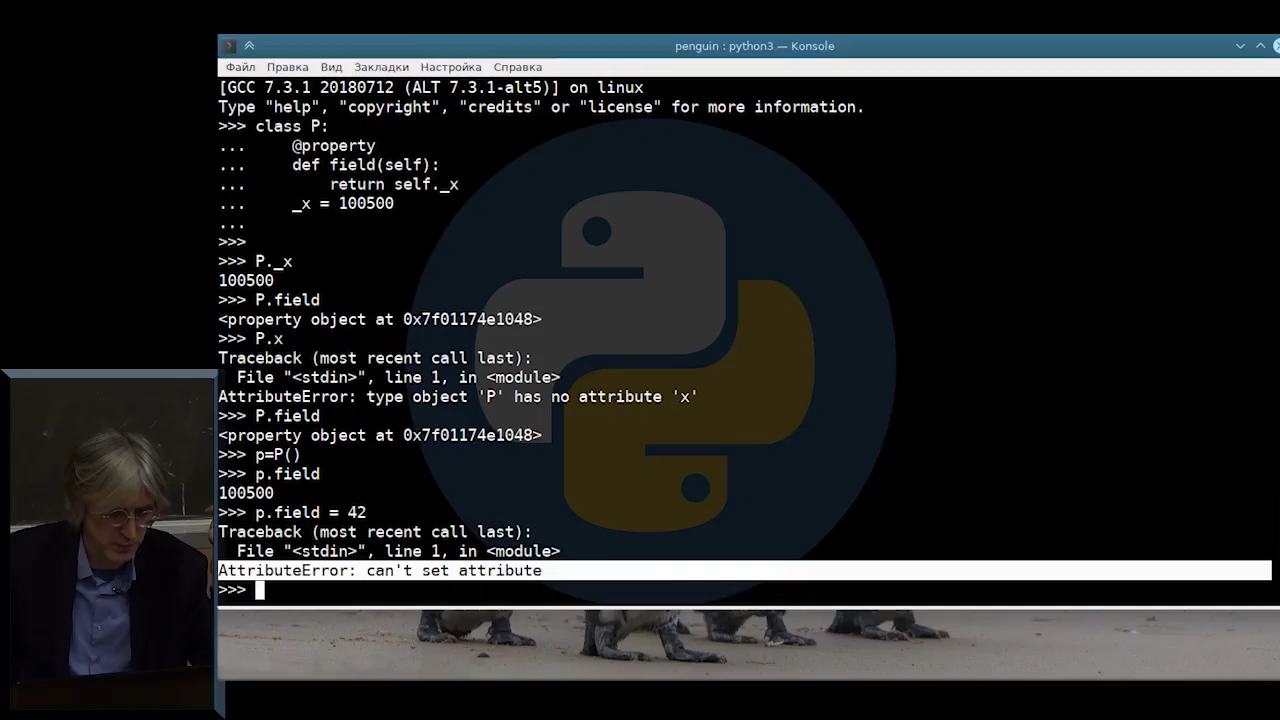 penguin : python3 — Konsole
Файл Правка Вид Закладки Настройка Справка
[GCC 7.3.1 20180712 (ALT 7.3.1-alt5)] on linux
Type "help", "copyright", "credits" or "license" for more information.
>>> class P:
...     @property
...     def field(self):
...         return self._x
...     _x = 100500
...
>>>
>>> P._x
100500
>>> P.field
<property object at 0x7f01174e1048>
>>> P.x
Traceback (most recent call last):
  File "<stdin>", line 1, in <module>
AttributeError: type object 'P' has no attribute 'x'
>>> P.field
<property object at 0x7f01174e1048>
>>> p=P()
>>> p.field
100500
>>> p.field = 42
Traceback (most recent call last):
  File "<stdin>", line 1, in <module>
AttributeError: can't set attribute
>>>